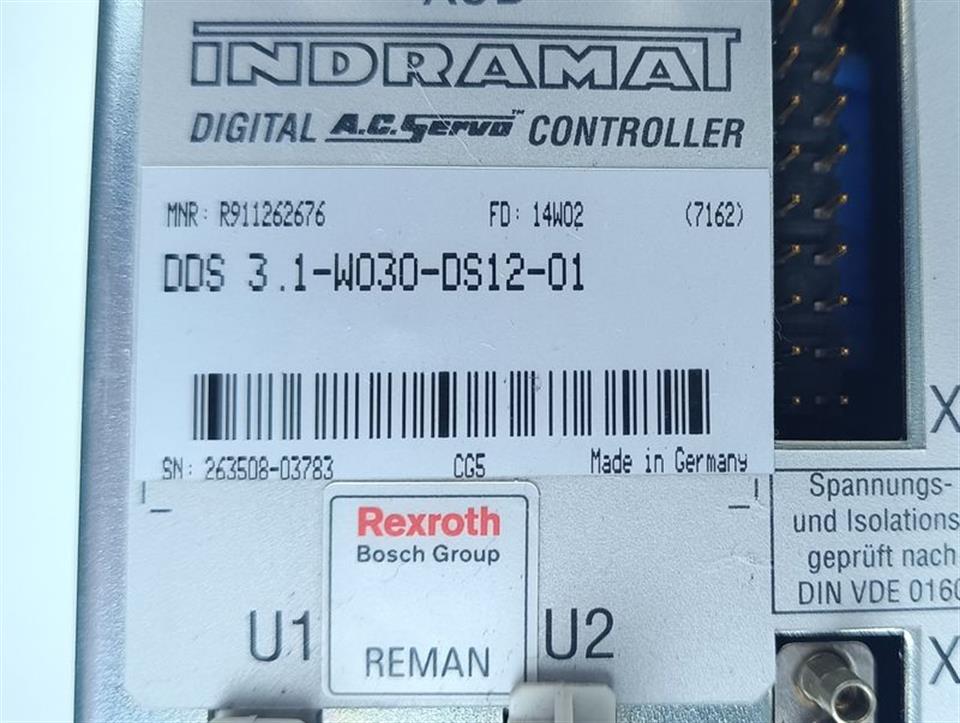 INDRAMAT
DIGITAL A.C. Servo™ CONTROLLER
MNR: R911262676 FD: 14W02 (7162)
DDS 3.1-W030-DS12-01
SN: 263508-03783 CG5 Made in Germany
Rexroth
Bosch Group
U1 REMAN U2
X
Spannungs-
und Isolations
geprüft nach
DIN VDE 0160
X